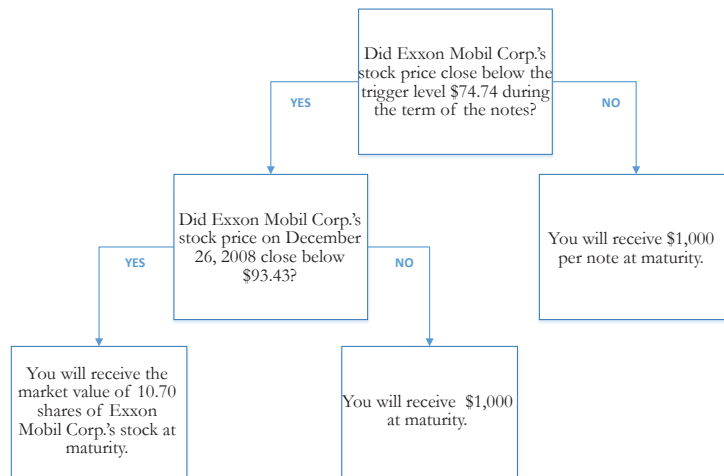 Did Exxon Mobil Corp.'s
stock price close below the
trigger level $74.74 during
the term of the notes?
YES
NO
Did Exxon Mobil Corp.'s
stock price on December
26, 2008 close below
$93.43?
You will receive $1,000
per note at maturity.
YES
NO
You will receive the
market value of 10.70
shares of Exxon
Mobil Corp.'s stock at
maturity.
You will receive $1,000
at maturity.